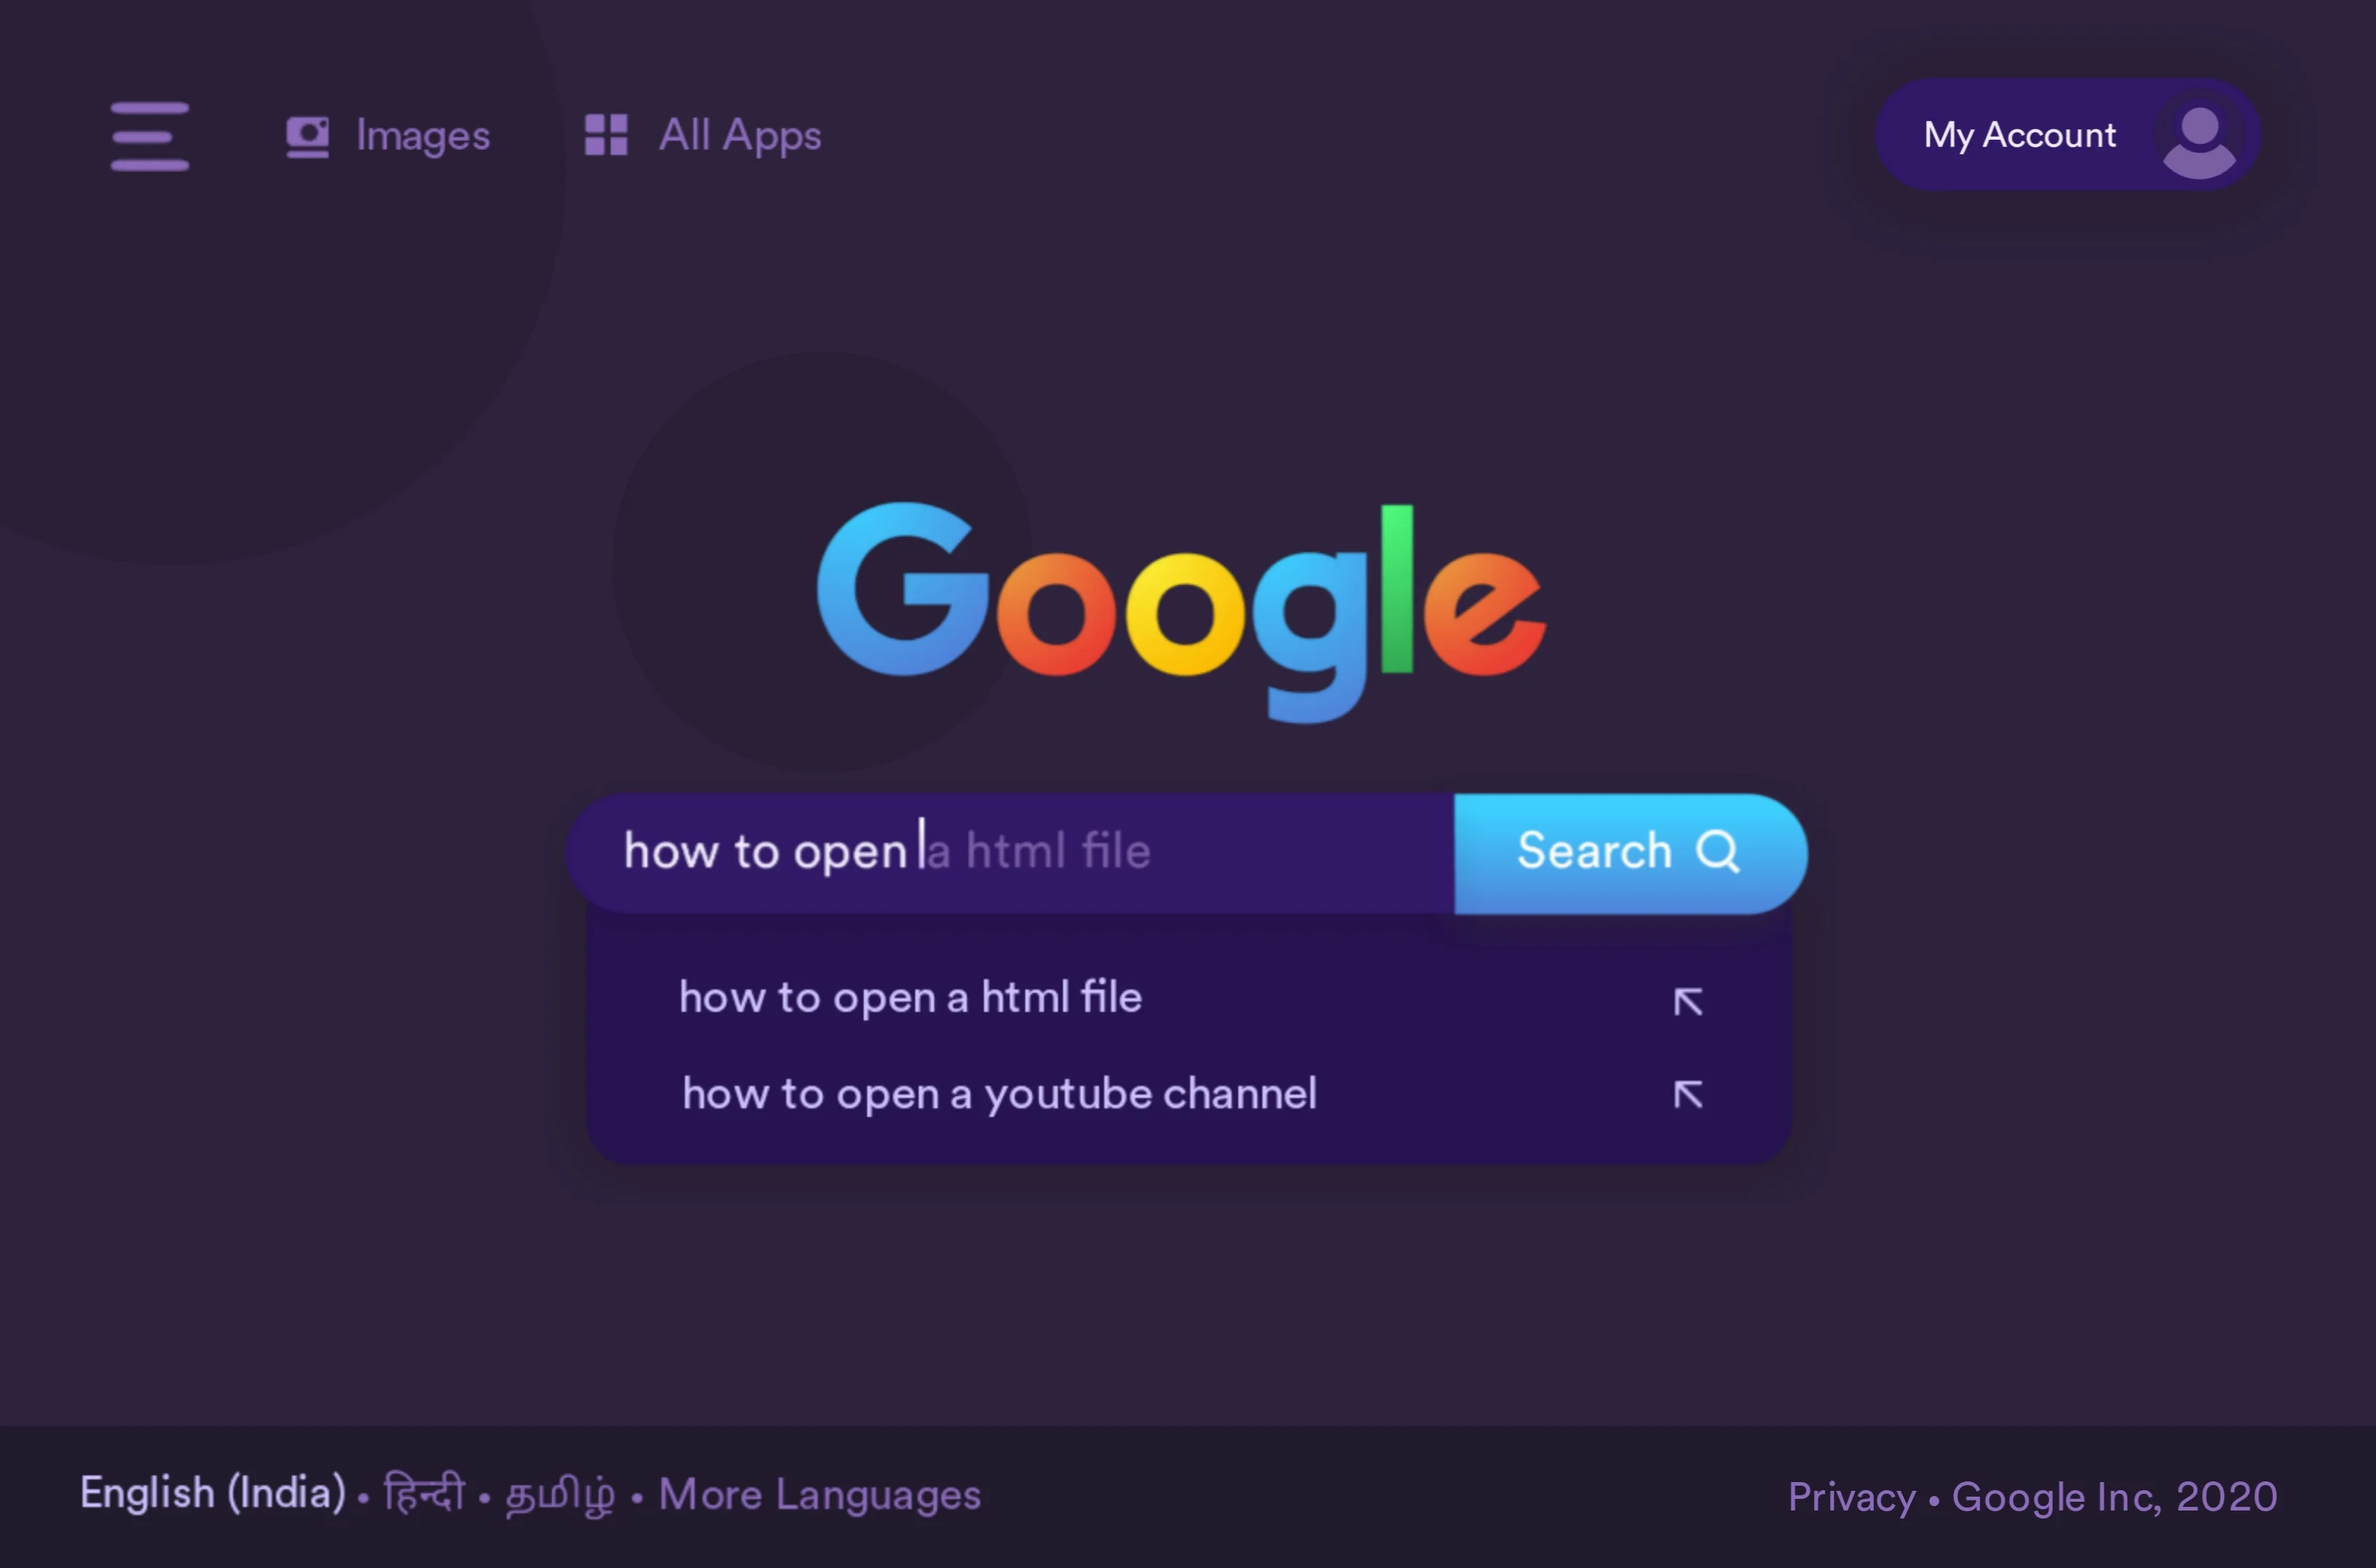 Images All Apps My Account
Google
how to open a html file Search
how to open a html file
how to open a youtube channel
English (India) • हिन्दी • தமிழ் • More Languages Privacy • Google Inc, 2020